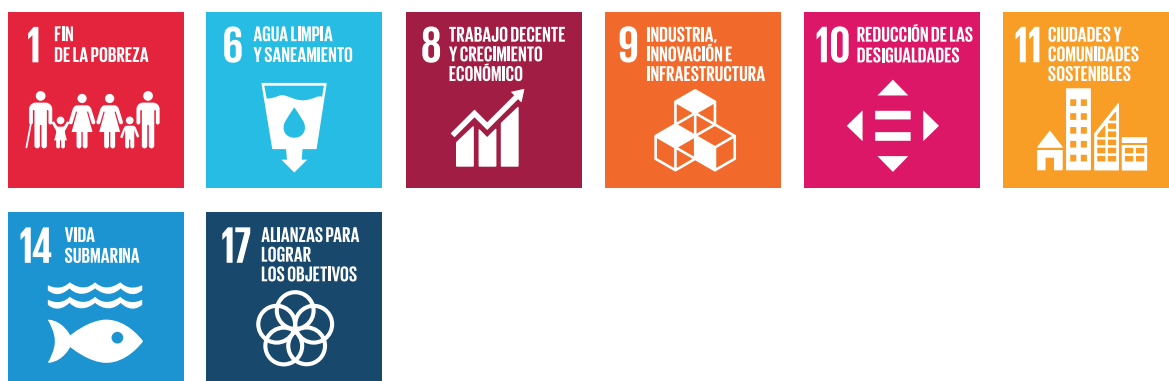 1 FIN
DE LA POBREZA
6 AGUA LIMPIA
Y SANEAMIENTO
8 TRABAJO DECENTE
Y CRECIMIENTO
ECONÓMICO
9 INDUSTRIA,
INNOVACIÓN E
INFRAESTRUCTURA
10 REDUCCIÓN DE LAS
DESIGUALDADES
11 CIUDADES Y
COMUNIDADES
SOSTENIBLES
14 VIDA
SUBMARINA
17 ALIANZAS PARA
LOGRAR
LOS OBJETIVOS